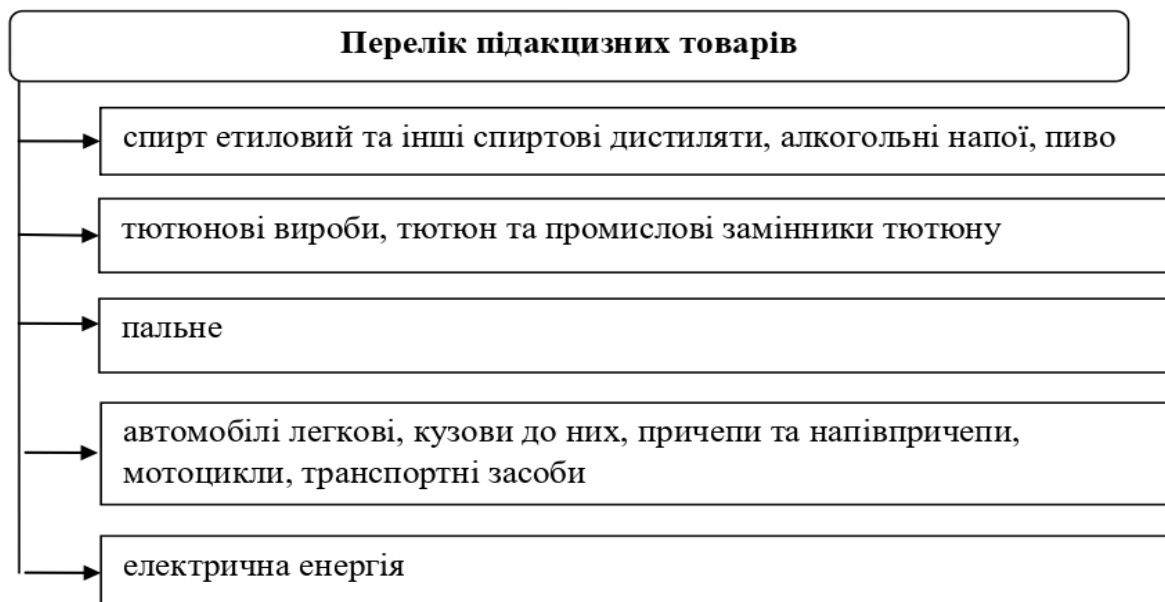 Перелік підакцизних товарів
спирт етиловий та інші спиртові дистиляти, алкогольні напої, пиво
тютюнові вироби, тютюн та промислові замінники тютюну
пальне
автомобілі легкові, кузови до них, причепи та напівпричепи,
мотоцикли, транспортні засоби
електрична енергія